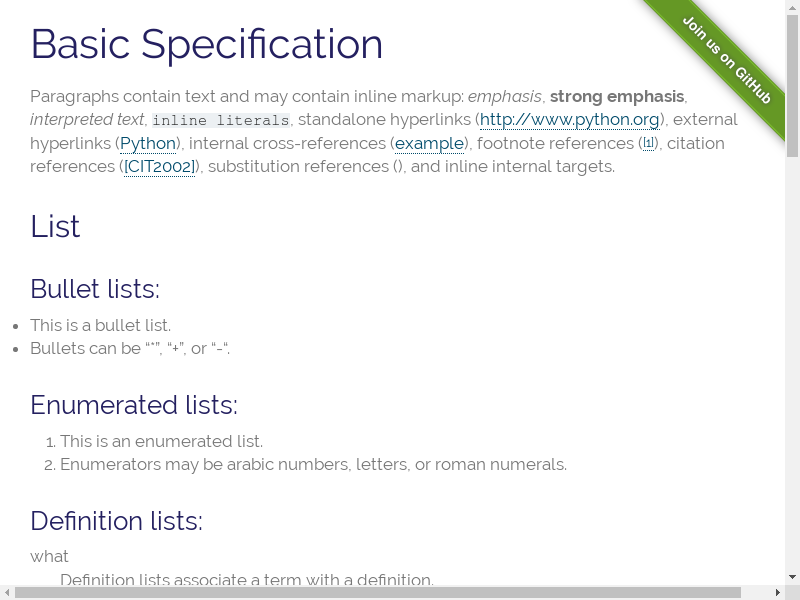 Basic Specification
Join us on GitHub
Paragraphs contain text and may contain inline markup: emphasis, strong emphasis,
interpreted text, inline literals, standalone hyperlinks (http://www.python.org), external
hyperlinks (Python), internal cross-references (example), footnote references ([1]), citation
references ([CIT2002]), substitution references (), and inline internal targets.
List
Bullet lists:
• This is a bullet list.
• Bullets can be “*”, “+”, or “-“.
Enumerated lists:
1. This is an enumerated list.
2. Enumerators may be arabic numbers, letters, or roman numerals.
Definition lists:
what
Definition lists associate a term with a definition.